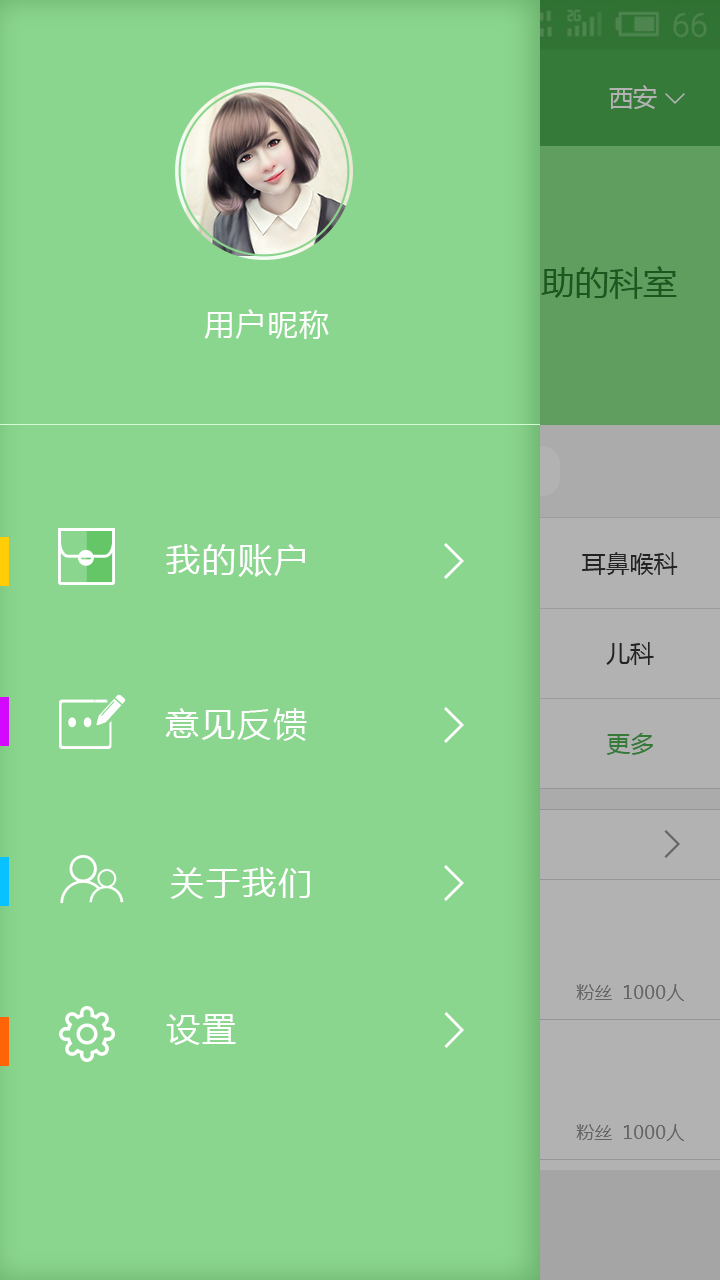 2G 66
西安
助的科室
用户昵称
我的账户
耳鼻喉科
儿科
意见反馈
更多
关于我们
粉丝 1000人
设置
粉丝 1000人